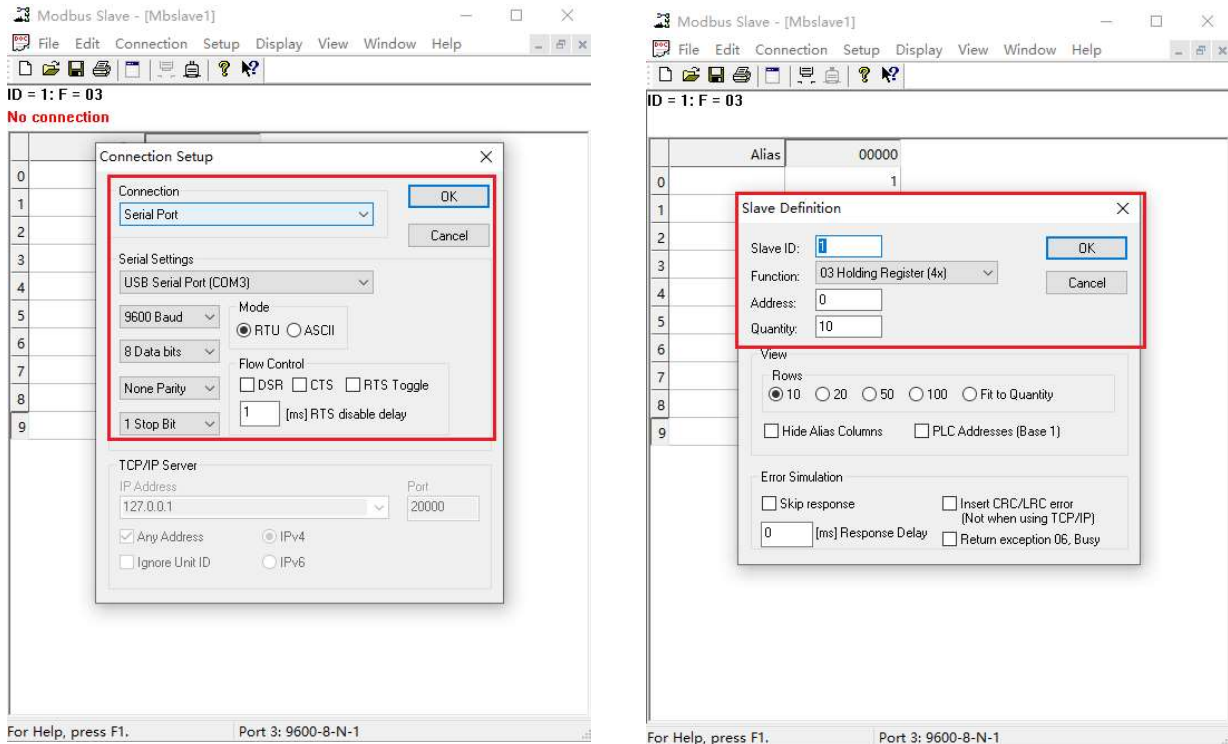 Modbus Slave - [Mbslave1]
File Edit Connection Setup Display View Window Help
ID = 1: F = 03
No connection
0
1
2
3
4
5
6
7
8
9
Connection Setup
Connection
Serial Port
OK
Cancel
Serial Settings
USB Serial Port (COM3)
9600 Baud
8 Data bits
None Parity
1 Stop Bit
Mode
RTU ASCII
Flow Control
DSR CTS RTS Toggle
1 [ms] RTS disable delay
TCP/IP Server
IP Address Port
127.0.0.1 20000
Any Address IPv4
Ignore Unit ID IPv6
For Help, press F1. Port 3: 9600-8-N-1
Modbus Slave - [Mbslave1]
File Edit Connection Setup Display View Window Help
ID = 1: F = 03
Alias 00000
0 1
1
2
3
4
5
6
7
8
9
Slave Definition
Slave ID: 1 OK
Function: 03 Holding Register (4x) Cancel
Address: 0
Quantity: 10
View
Rows
10 20 50 100 Fit to Quantity
Hide Alias Columns PLC Addresses (Base 1)
Error Simulation
Skip response Insert CRC/LRC error
(Not when using TCP/IP)
0 [ms] Response Delay Return exception 06, Busy
For Help, press F1. Port 3: 9600-8-N-1